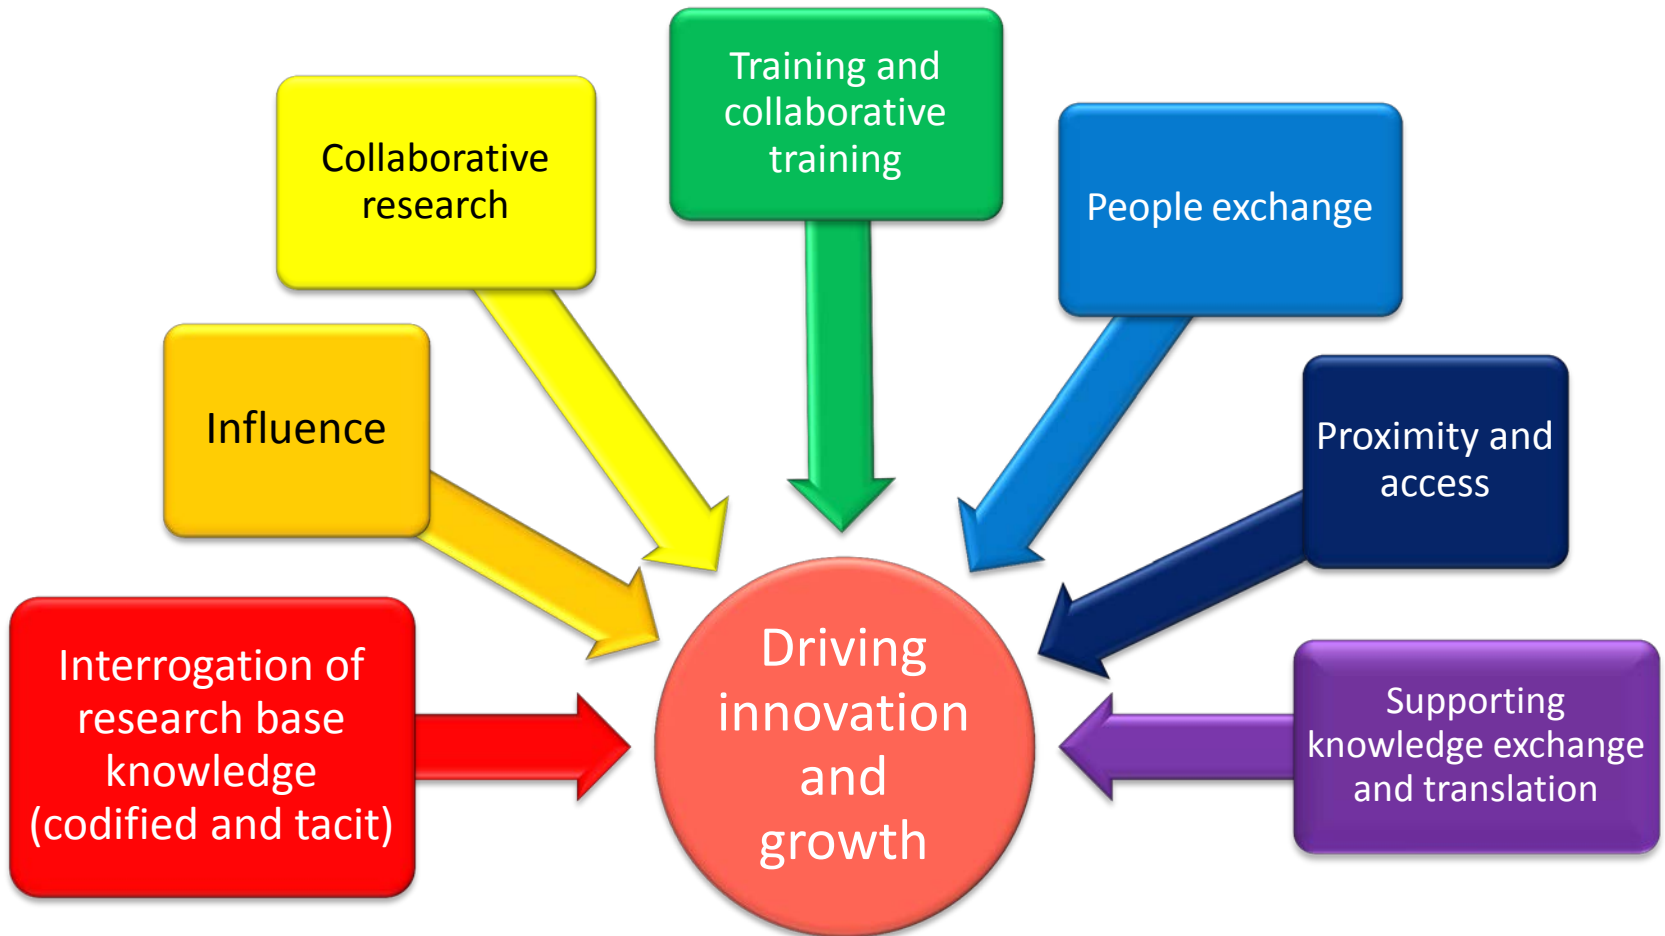 Training and
collaborative
training
Collaborative
research
People exchange
Influence
Proximity and
access
Interrogation of
research base
knowledge
(codified and tacit)
Driving
innovation
and
growth
Supporting
knowledge exchange
and translation